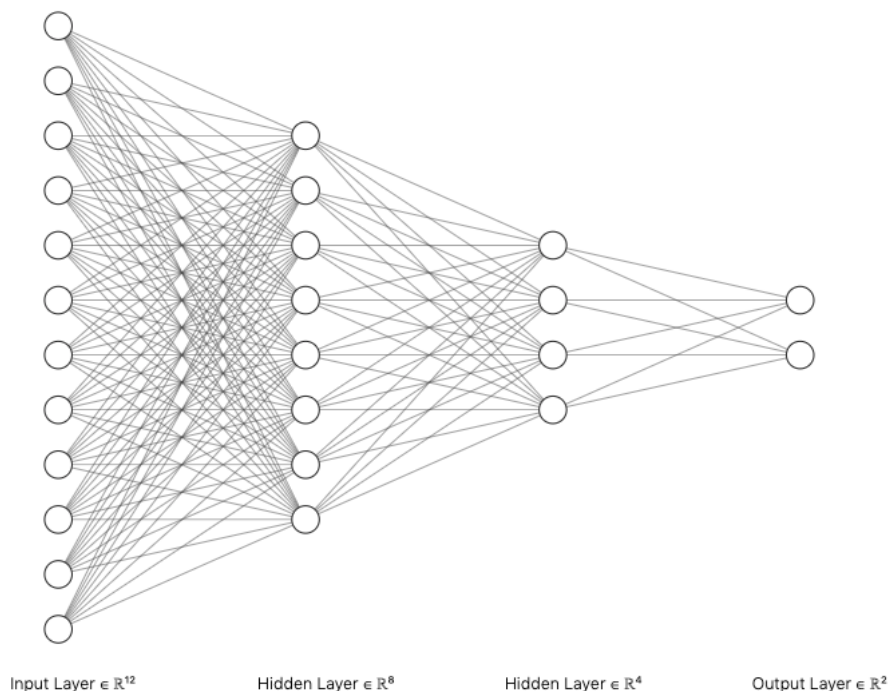 Input Layer ∈ ℝ¹² Hidden Layer ∈ ℝ⁸ Hidden Layer ∈ ℝ⁴ Output Layer ∈ ℝ²